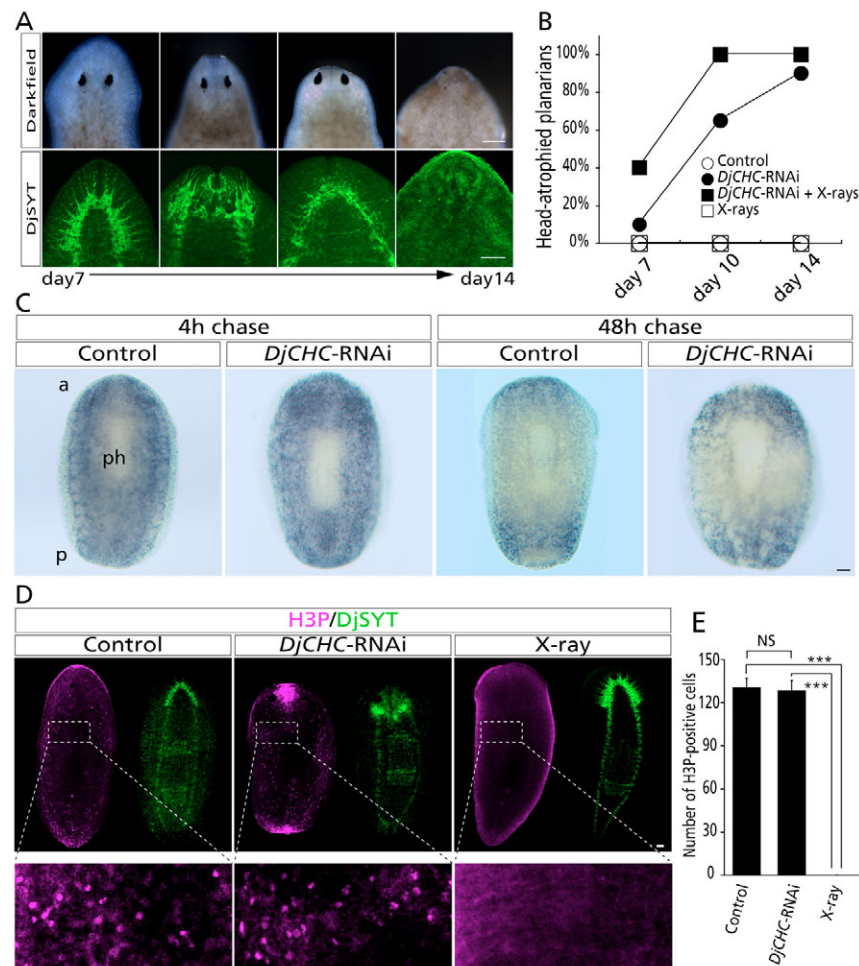 A
Darkfield
DjSYT
day7
day14
B
Head-atrophied planarians
100%
80%
60%
40%
20%
0%
Control
DjCHC-RNAi
DjCHC-RNAi + X-rays
X-rays
day 7
day 10
day 14
C
4h chase
48h chase
Control
DjCHC-RNAi
Control
DjCHC-RNAi
a
ph
p
D
H3P/DjSYT
Control
DjCHC-RNAi
X-ray
E
NS
***
***
Number of H3P-positive cells
150
120
90
60
30
0
Control
DjCHC-RNAi
X-ray